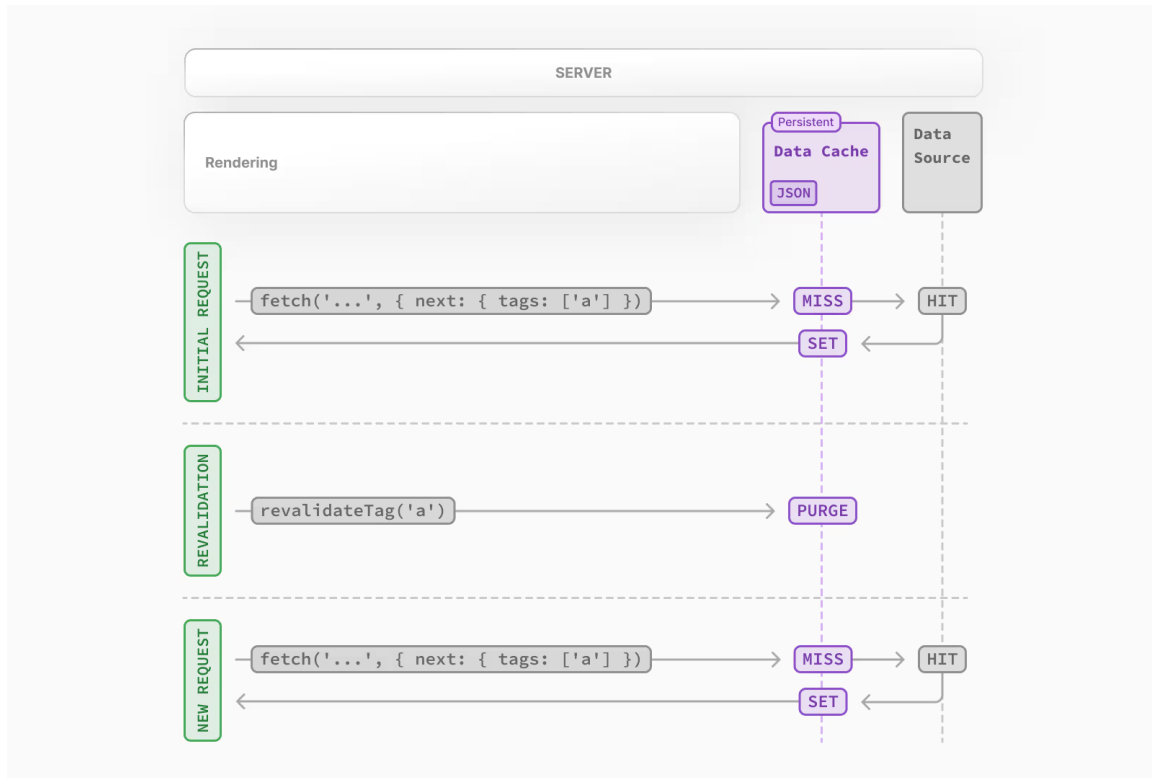 SERVER
Rendering
Persistent
Data Cache
JSON
Data
Source
INITIAL REQUEST
fetch('...', { next: { tags: ['a'] })
MISS
HIT
SET
REVALIDATION
revalidateTag('a')
PURGE
NEW REQUEST
fetch('...', { next: { tags: ['a'] })
MISS
HIT
SET